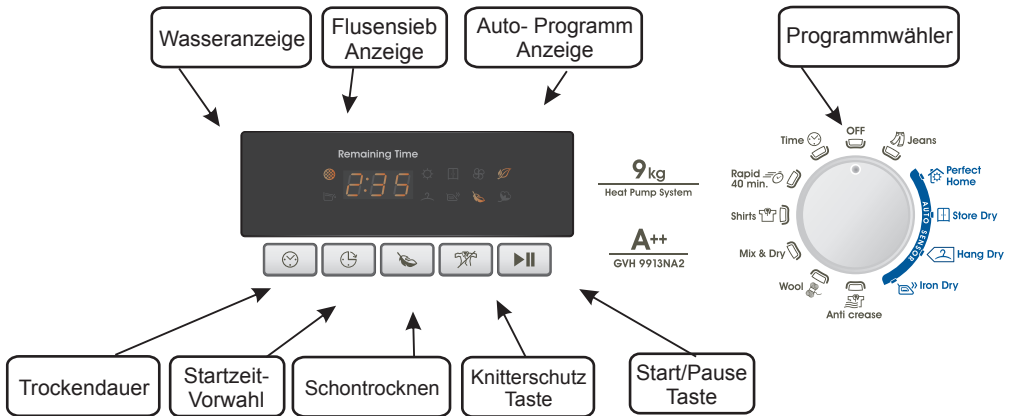 Wasseranzeige
Flusensieb
Anzeige
Auto- Programm
Anzeige
Programmwähler
Remaining Time
2:35
9kg
Heat Pump System
A++
GVH 9913NA2
OFF
Time
Jeans
Rapid
40 min.
Perfect
Home
Shirts
Store Dry
AUTO SENSOR
Mix & Dry
Hang Dry
Wool
Iron Dry
Anti crease
Trockendauer
Startzeit-
Vorwahl
Schontrocknen
Knitterschutz
Taste
Start/Pause
Taste